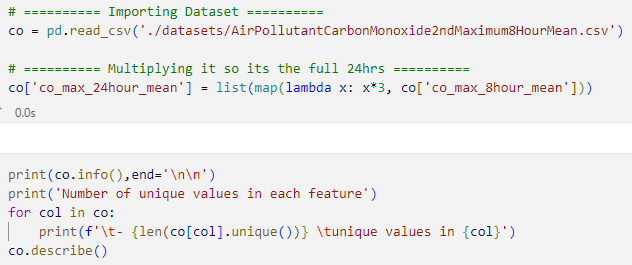 # ========== Importing Dataset ==========
co = pd.read_csv('./datasets/AirPollutantCarbonMonoxide2ndMaximum8HourMean.csv')
# ========== Multiplying it so its the full 24hrs ==========
co['co_max_24hour_mean'] = list(map(lambda x: x*3, co['co_max_8hour_mean']))
0.0s
print(co.info(),end='\n\n')
print('Number of unique values in each feature')
for col in co:
    print(f'\t- {len(co[col].unique())} \tunique values in {col}')
co.describe()